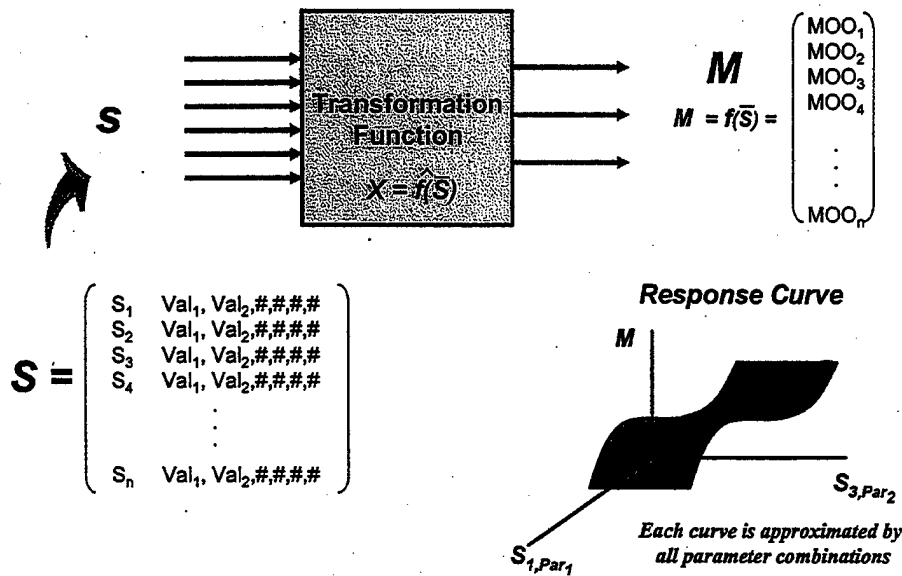 S
Transformation
Function
X = f̂(S̅)
M
M = f(S̅) =
MOO₁
MOO₂
MOO₃
MOO₄
.
.
.
MOOₙ
S =
S₁ Val₁, Val₂,#,#,#,#
S₂ Val₁, Val₂,#,#,#,#
S₃ Val₁, Val₂,#,#,#,#
S₄ Val₁, Val₂,#,#,#,#
.
.
.
Sₙ Val₁, Val₂,#,#,#,#
Response Curve
M
S₃,Par₂
S₁,Par₁
Each curve is approximated by
all parameter combinations